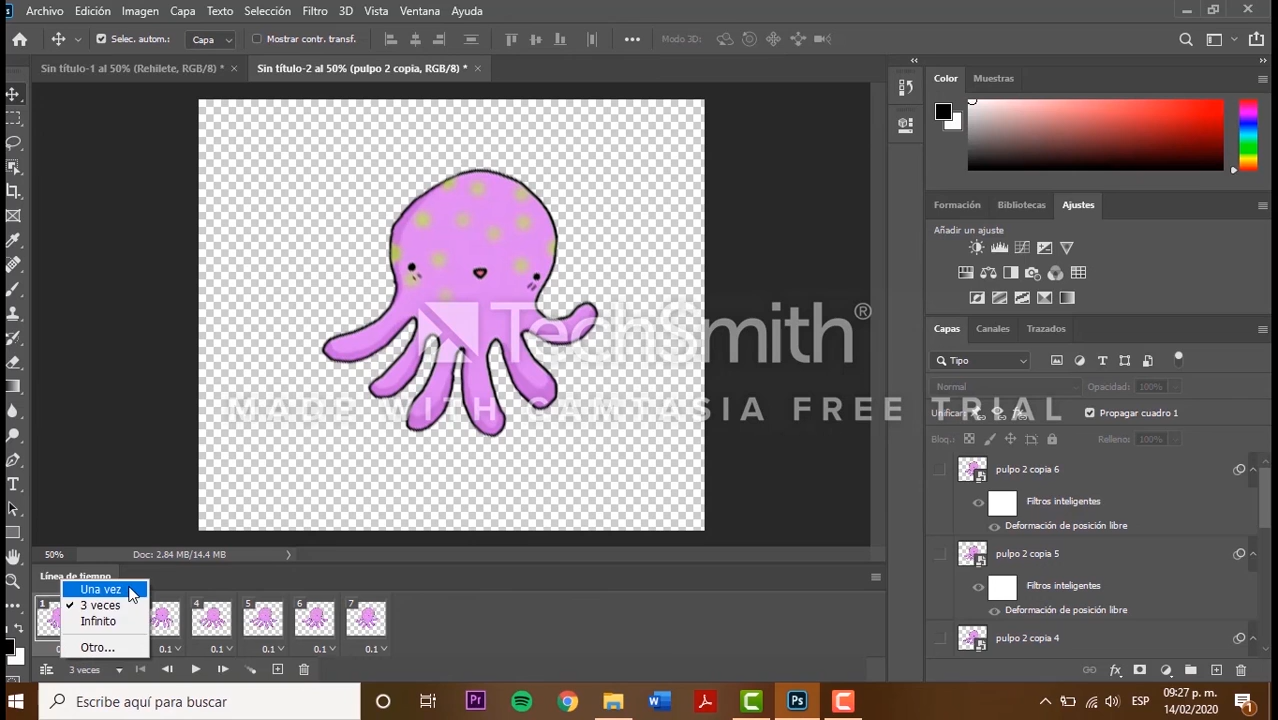 Archivo Edición Imagen Capa Texto Selección Filtro 3D Vista Ventana Ayuda
Selec. autom.: Capa Mostrar contr. transf. ••• Modo 3D:
Sin título-1 al 50% (Rehilete, RGB/8) * × Sin título-2 al 50% (pulpo 2 copia, RGB/8) * ×
Color Muestras
Formación Bibliotecas Ajustes
Añadir un ajuste
TechSmith®
MADE WITH CAMTASIA FREE TRIAL
Capas Canales Trazados
Tipo
Normal Opacidad: 100%
Unificar: Propagar cuadro 1
Bloq.: Relleno: 100%
pulpo 2 copia 6
Filtros inteligentes
Deformación de posición libre
pulpo 2 copia 5
Filtros inteligentes
Deformación de posición libre
pulpo 2 copia 4
50% Doc: 2.84 MB/14.4 MB
Línea de tiempo
Una vez
3 veces
Infinito
Otro...
1 4 5 6 7
0.1 0.1 0.1 0.1 0.1
3 veces
Escribe aquí para buscar
Pr
Ps
ESP
09:27 p. m.
14/02/2020
1